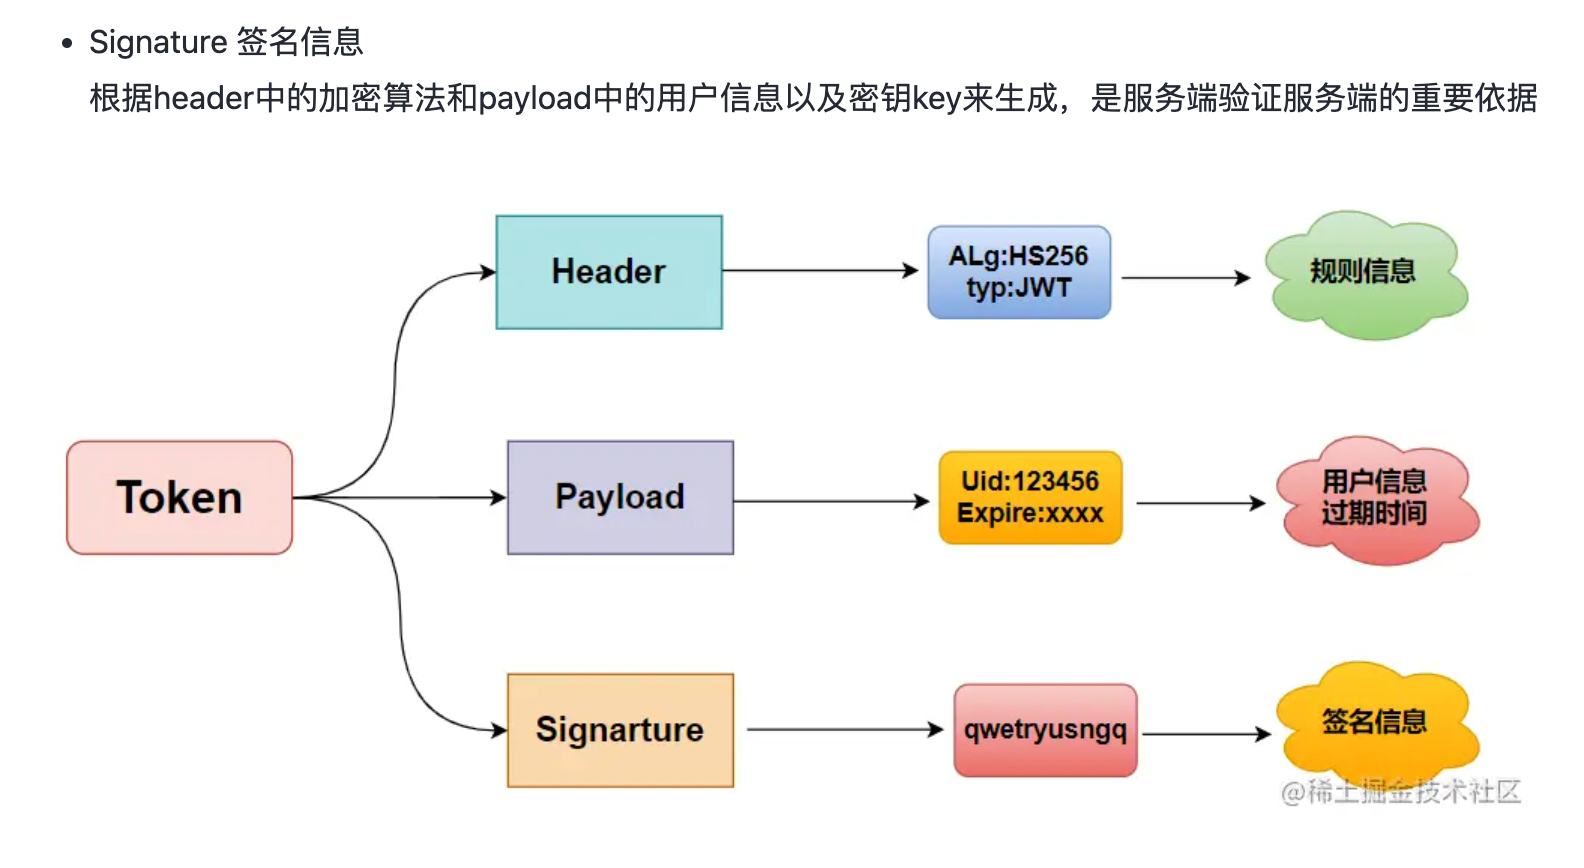 Signature 签名信息
根据header中的加密算法和payload中的用户信息以及密钥key来生成，是服务端验证服务端的重要依据
Header
ALg:HS256
typ:JWT
规则信息
Token
Payload
Uid:123456
Expire:xxxx
用户信息
过期时间
Signarture
qwetryusngq
签名信息
@稀土掘金技术社区